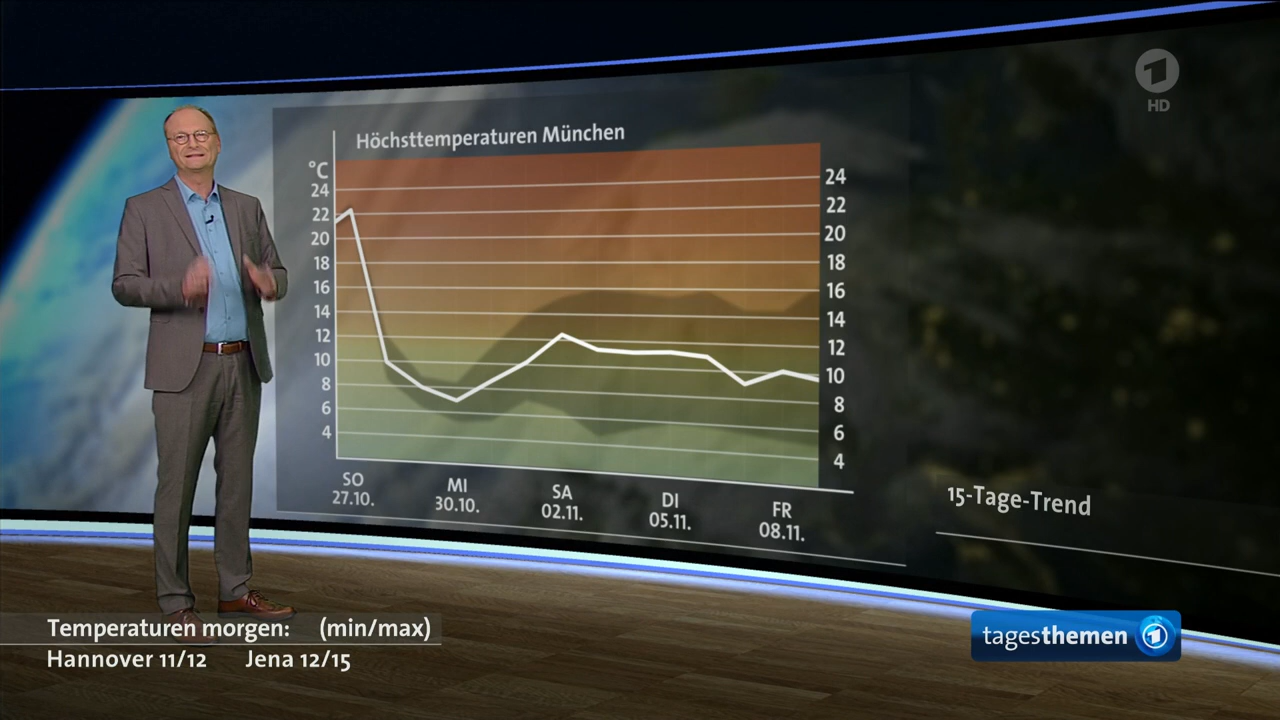 HD
Höchsttemperaturen München
°C
24 24
22 22
20 20
18 18
16 16
14 14
12 12
10 10
8 8
6 6
4 4
SO MI SA DI FR
27.10. 30.10. 02.11. 05.11. 08.11.
15-Tage-Trend
Temperaturen morgen: (min/max)
Hannover 11/12 Jena 12/15
tagesthemen 1